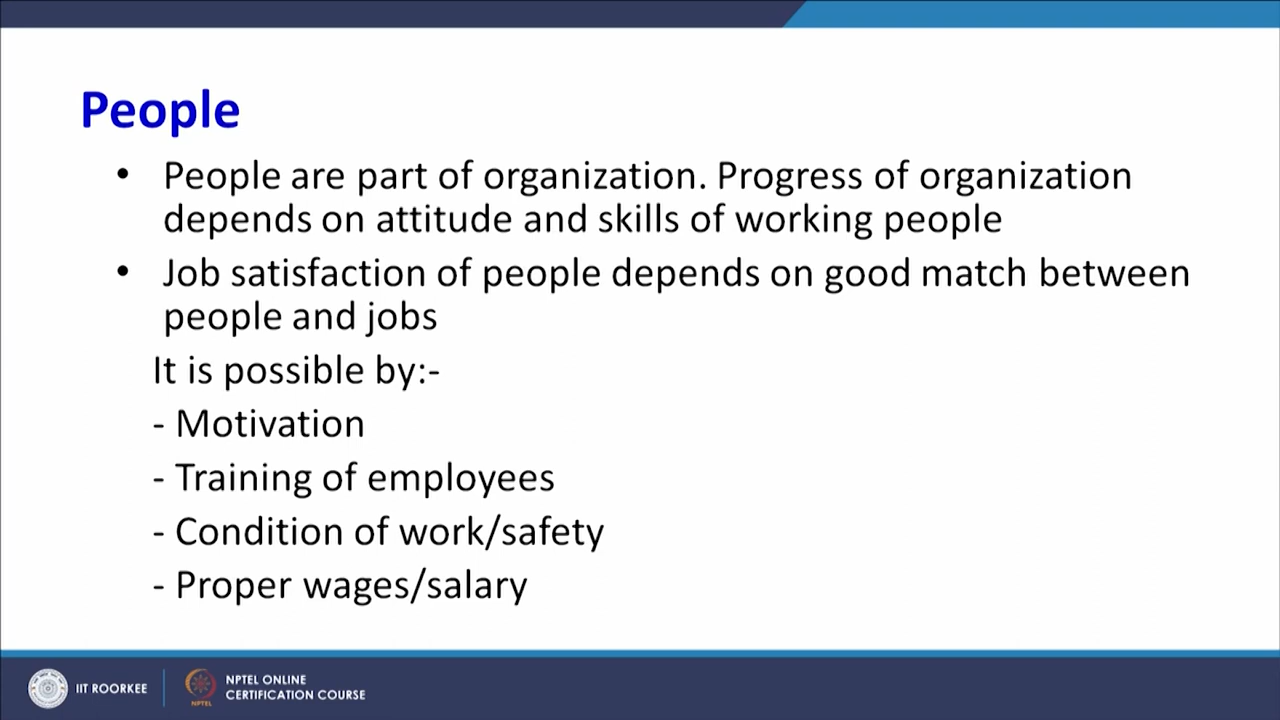 People
• People are part of organization. Progress of organization
depends on attitude and skills of working people
• Job satisfaction of people depends on good match between
people and jobs
It is possible by:-
- Motivation
- Training of employees
- Condition of work/safety
- Proper wages/salary
IIT ROORKEE
NPTEL
NPTEL ONLINE
CERTIFICATION COURSE